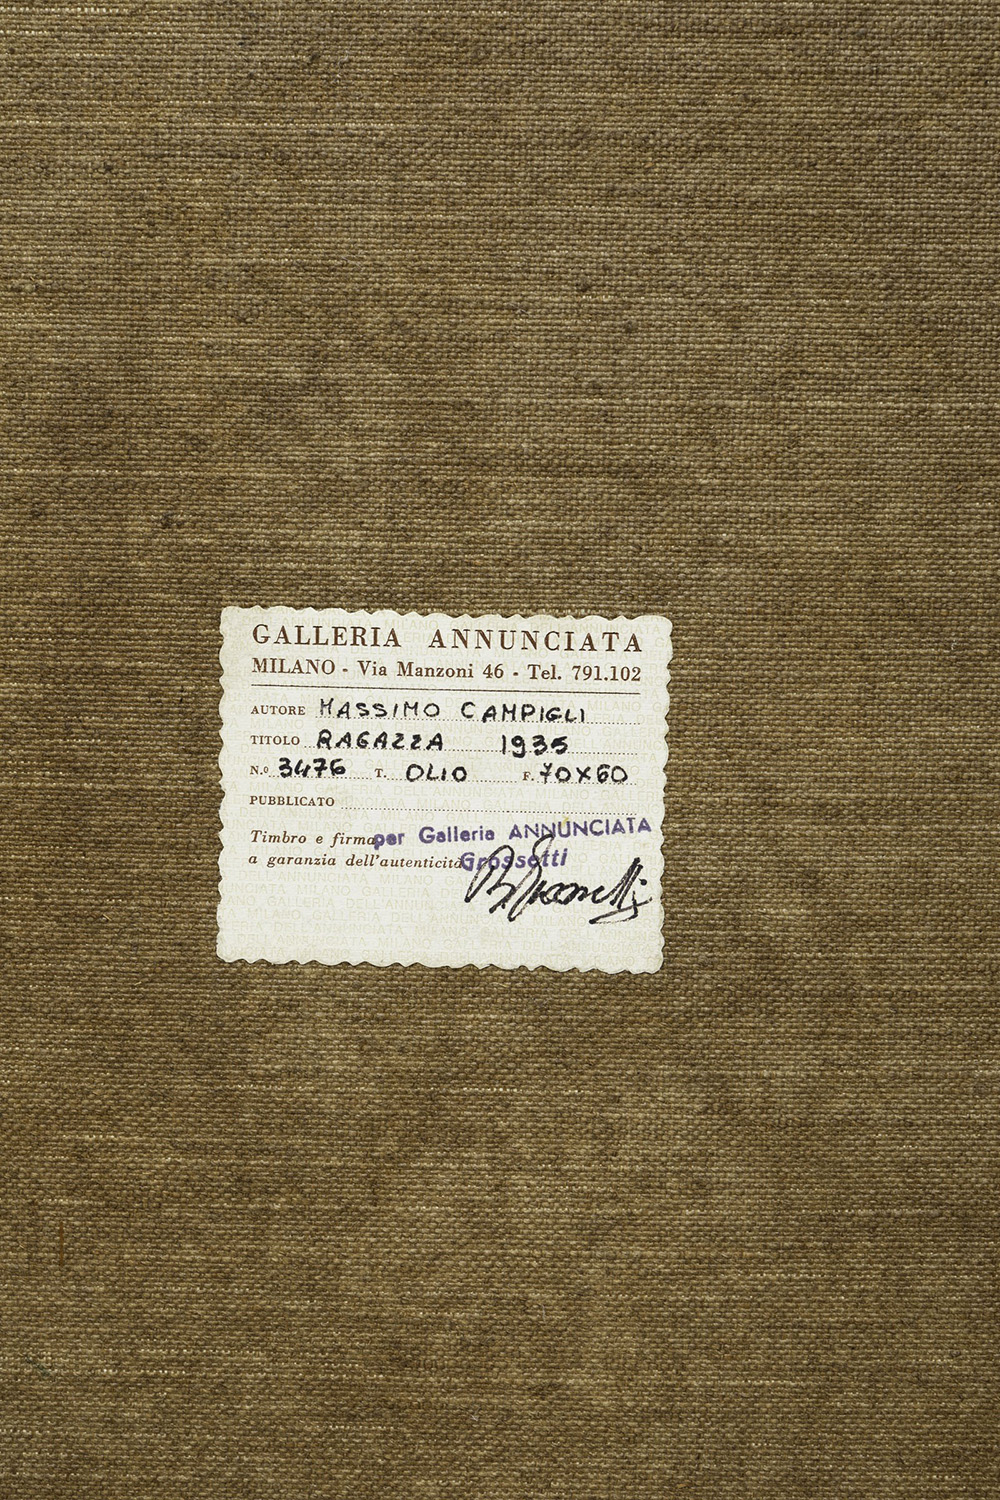 GALLERIA ANNUNCIATA
MILANO - Via Manzoni 46 - Tel. 791.102
AUTORE MASSIMO CAMPIGLI
TITOLO RAGAZZA 1935
N.º 3476 T. OLIO F. 70X60
PUBBLICATO
Timbro e firma per Galleria ANNUNCIATA
a garanzia dell'autenticità Grossetti